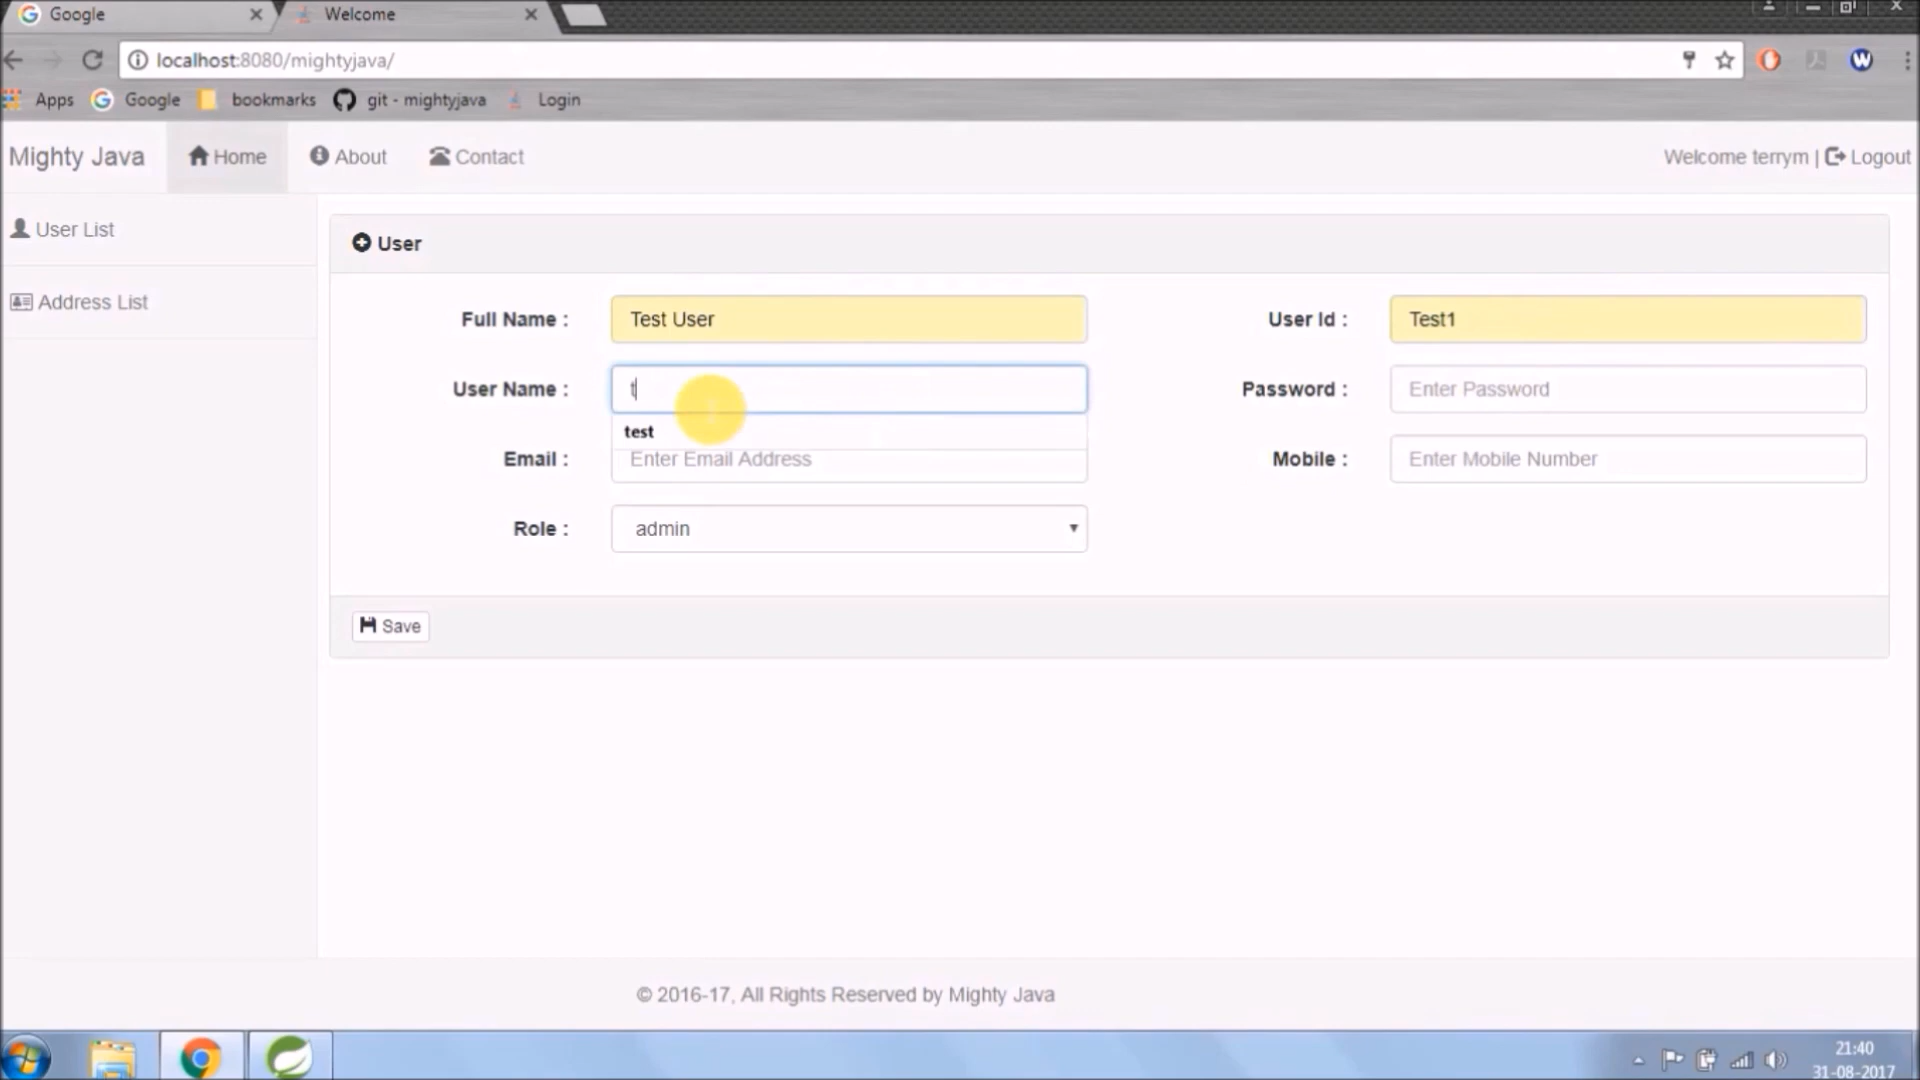 Google
Welcome
localhost:8080/mightyjava/
Apps Google bookmarks git - mightyjava Login
Mighty Java Home About Contact Welcome terrym | Logout
User List
Address List
User
Full Name : Test User User Id : Test1
User Name : t Password : Enter Password
test
Email : Enter Email Address Mobile : Enter Mobile Number
Role : admin
Save
© 2016-17, All Rights Reserved by Mighty Java
21:40
31-08-2017